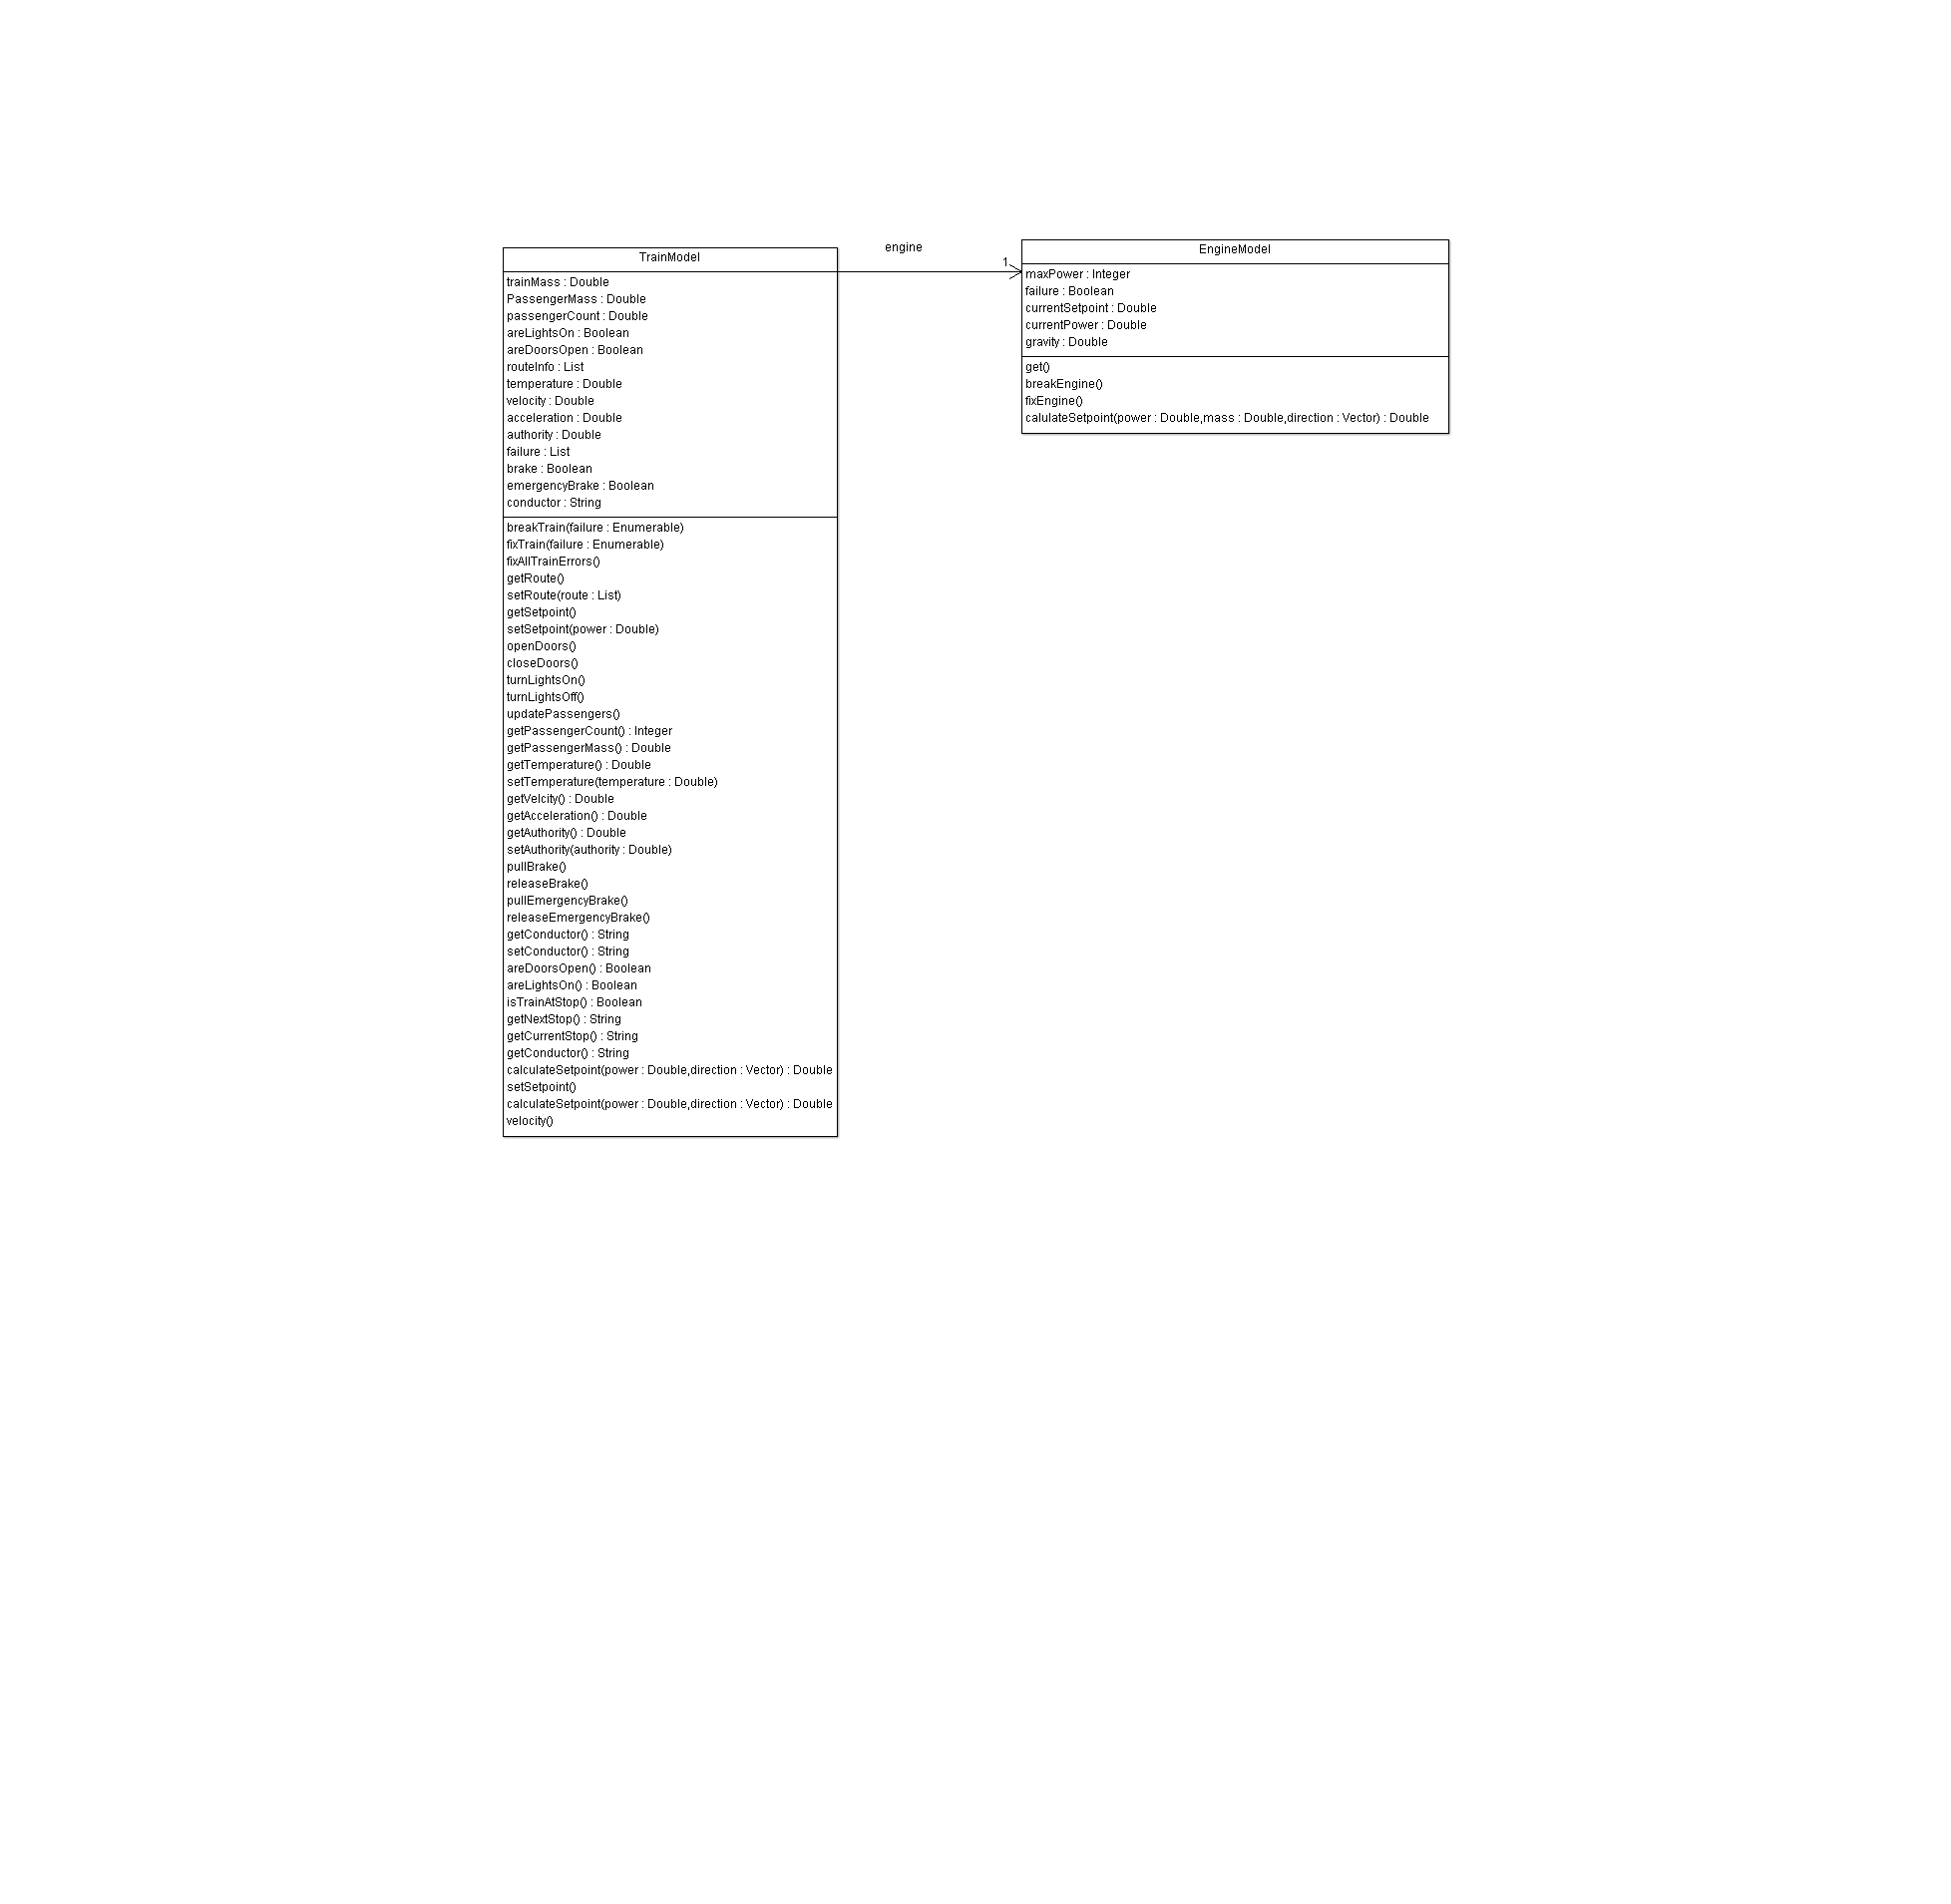 TrainModel
trainMass : Double
PassengerMass : Double
passengerCount : Double
areLightsOn : Boolean
areDoorsOpen : Boolean
routeInfo : List
temperature : Double
velocity : Double
acceleration : Double
authority : Double
failure : List
brake : Boolean
emergencyBrake : Boolean
conductor : String
breakTrain(failure : Enumerable)
fixTrain(failure : Enumerable)
fixAllTrainErrors()
getRoute()
setRoute(route : List)
getSetpoint()
setSetpoint(power : Double)
openDoors()
closeDoors()
turnLightsOn()
turnLightsOff()
updatePassengers()
getPassengerCount() : Integer
getPassengerMass() : Double
getTemperature() : Double
setTemperature(temperature : Double)
getVelcity() : Double
getAcceleration() : Double
getAuthority() : Double
setAuthority(authority : Double)
pullBrake()
releaseBrake()
pullEmergencyBrake()
releaseEmergencyBrake()
getConductor() : String
setConductor() : String
areDoorsOpen() : Boolean
areLightsOn() : Boolean
isTrainAtStop() : Boolean
getNextStop() : String
getCurrentStop() : String
getConductor() : String
calculateSetpoint(power : Double,direction : Vector) : Double
setSetpoint()
calculateSetpoint(power : Double,direction : Vector) : Double
velocity()
engine
1
EngineModel
maxPower : Integer
failure : Boolean
currentSetpoint : Double
currentPower : Double
gravity : Double
get()
breakEngine()
fixEngine()
calulateSetpoint(power : Double,mass : Double,direction : Vector) : Double